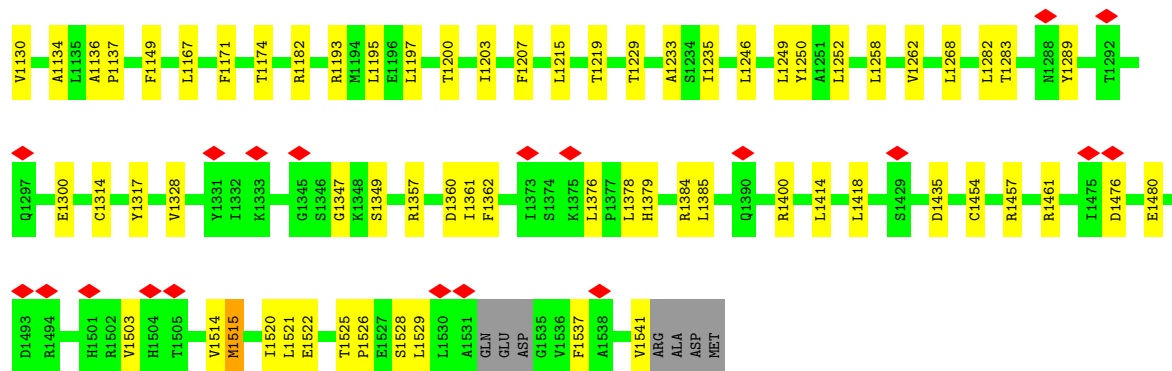 V1130 A1134 L1135 A1136 P1137 F1149 L1167 F1171 T1174 R1182 R1193 M1194 L1195 E1196 L1197 T1200 I1203 F1207 L1215 T1219 T1229 A1233 S1234 I1235 L1246 L1249 Y1250 A1251 L1252 L1258 V1262 L1268 L1282 T1283 N1288 Y1289 T1292
Q1297 E1300 C1314 Y1317 V1328 Y1331 I1332 K1333 G1345 S1346 G1347 K1348 S1349 R1357 D1360 I1361 F1362 I1373 S1374 K1375 L1376 P1377 L1378 H1379 R1384 L1385 Q1390 R1400 L1414 L1418 S1429 D1435 C1454 R1457 R1461 I1475 D1476 E1480
D1493 R1494 H1501 R1502 V1503 H1504 T1505 V1514 M1515 I1520 L1521 E1522 T1525 P1526 E1527 S1528 L1529 L1530 A1531 GLN GLU ASP G1535 V1536 F1537 A1538 V1541 ARG ALA ASP MET